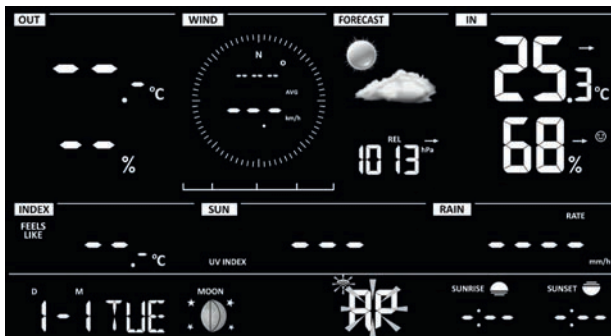 OUT WIND FORECAST IN
N
-- . - °C
--- °
AVG
--- . km/h
25.3 °C
-- %
REL
1013 hPa
68 %
INDEX SUN RAIN
FEELS
LIKE
RATE
-- . - °C
UV INDEX ---
---- mm/h
D M
1-1 TUE
MOON
AP
SUNRISE
--:--
SUNSET
--:--